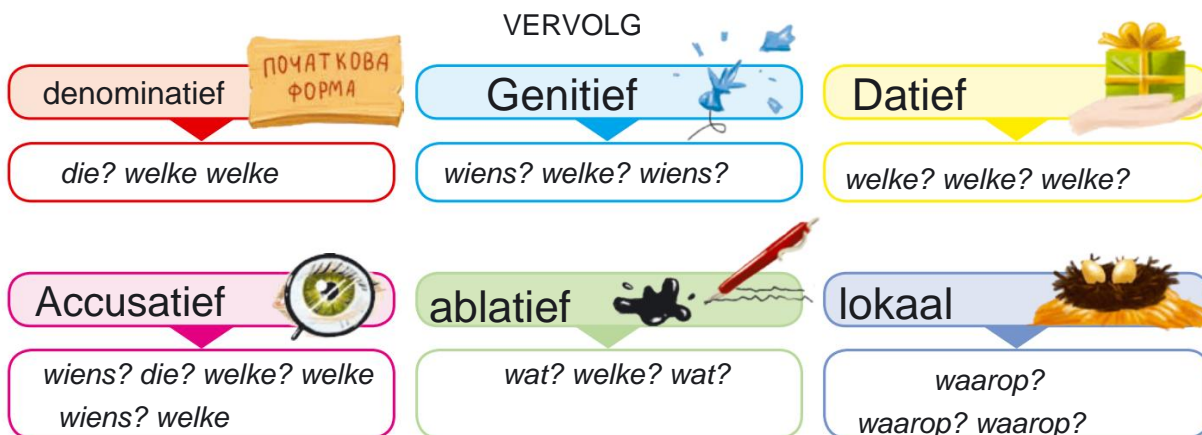 VERVOLG
denominatief
ПОЧАТКОВА
ФОРМА
Genitief
Datief
die? welke welke
wiens? welke? wiens?
welke? welke? welke?
Accusatief
ablatief
lokaal
wiens? die? welke? welke
wiens? welke
wat? welke? wat?
waarop?
waarop? waarop?